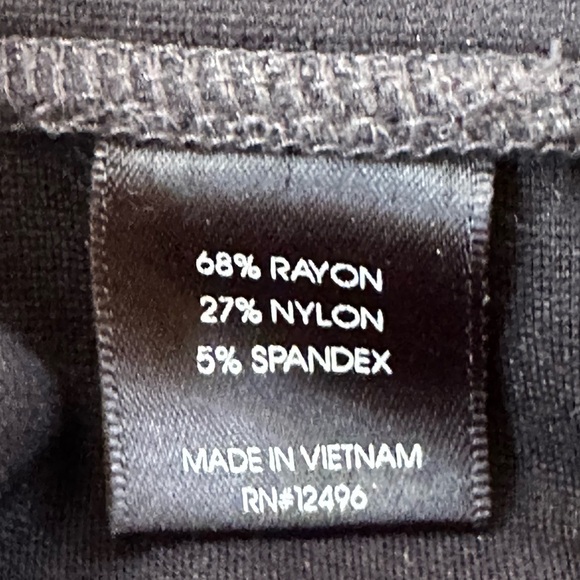 68% RAYON
27% NYLON
5% SPANDEX
MADE IN VIETNAM
RN#12496